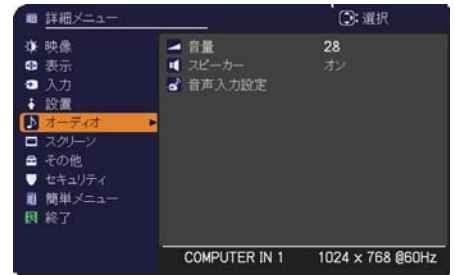 詳細メニュー
:選択
映像
表示
入力
設置
オーディオ
スクリーン
その他
セキュリティ
簡単メニュー
終了
音量 28
スピーカー オン
音声入力設定
COMPUTER IN 1 1024 x 768 @60Hz